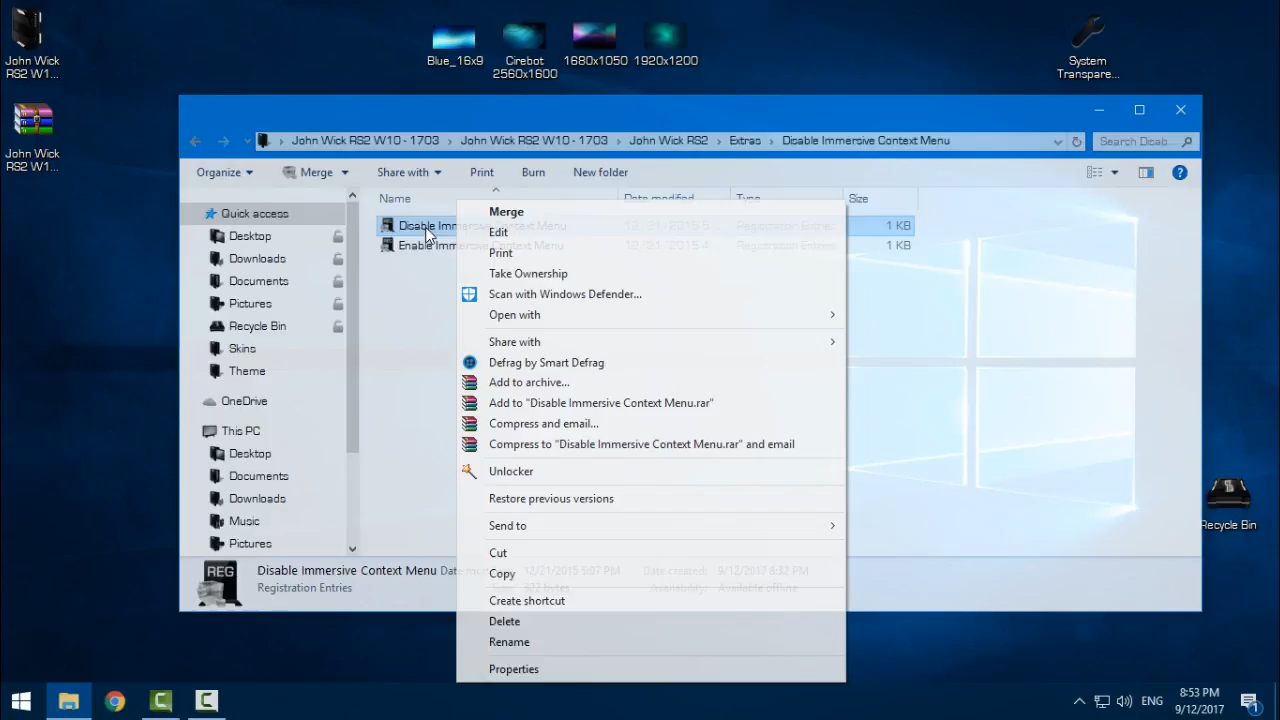 John Wick
RS2 W1...
John Wick
RS2 W1...
Blue_16x9
Cirebot
2560x1600
1680x1050
1920x1200
System
Transpare...
John Wick RS2 W10 - 1703 John Wick RS2 W10 - 1703 John Wick RS2 Extras Disable Immersive Context Menu
Search Disab...
Organize Merge Share with Print Burn New folder
Name Date modified Type Size
Quick access
Desktop
Downloads
Documents
Pictures
Recycle Bin
Skins
Theme
OneDrive
This PC
Desktop
Documents
Downloads
Music
Pictures
Disable Immersive Context Menu Registration Entries 1 KB
Enable Immersive Context Menu Registration Entries 1 KB
Merge
Edit
Print
Take Ownership
Scan with Windows Defender...
Open with
Share with
Defrag by Smart Defrag
Add to archive...
Add to "Disable Immersive Context Menu.rar"
Compress and email...
Compress to "Disable Immersive Context Menu.rar" and email
Unlocker
Restore previous versions
Send to
Cut
Copy
Create shortcut
Delete
Rename
Properties
REG
Disable Immersive Context Menu 12/21/2015 5:07 PM Date created: 9/12/2017 8:32 PM
Registration Entries Availability: Available offline
Recycle Bin
ENG
8:53 PM
9/12/2017
1